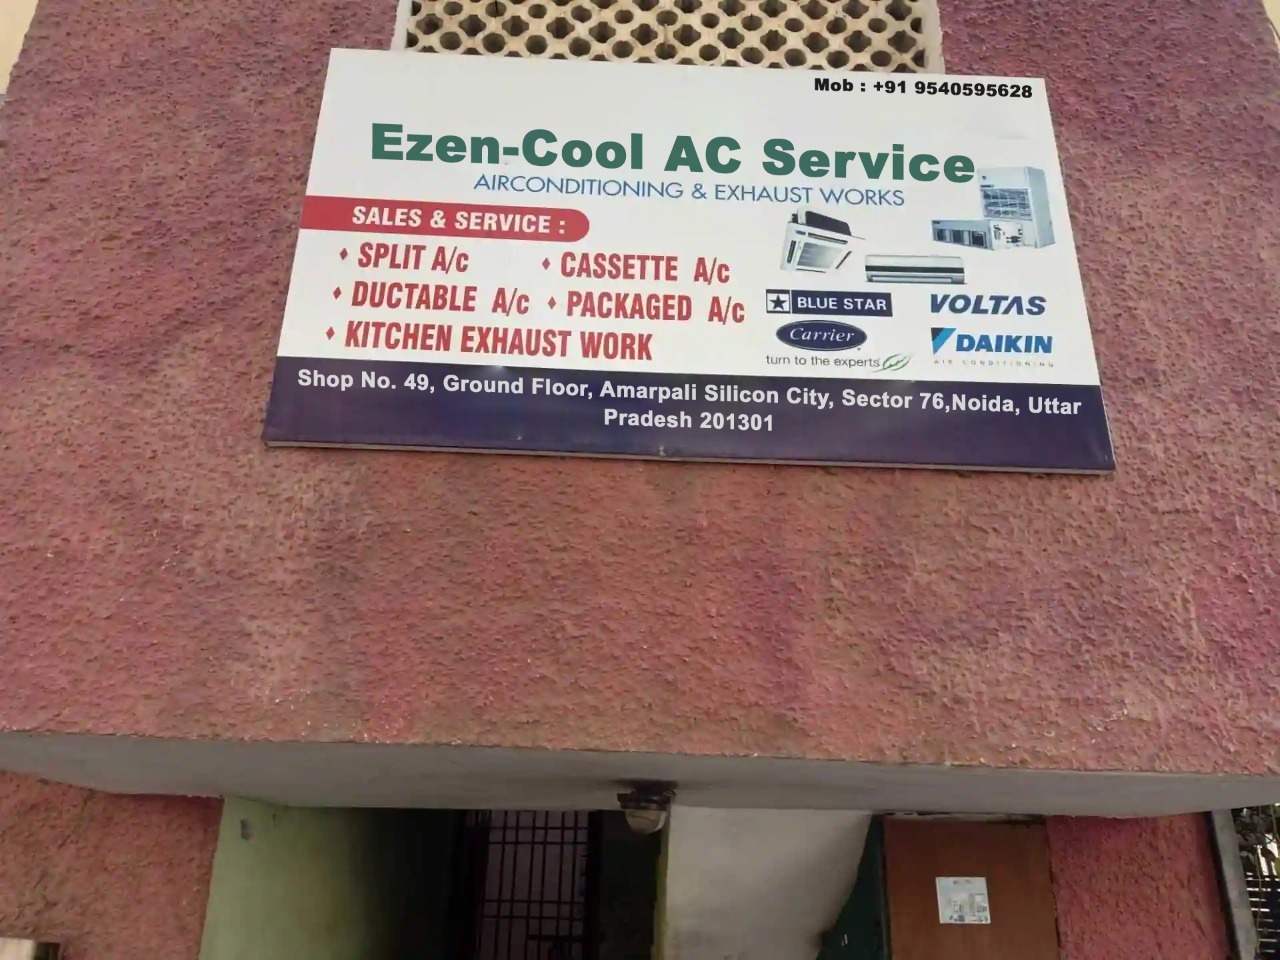 Mob : +91 9540595628
Ezen-Cool AC Service
AIRCONDITIONING & EXHAUST WORKS
SALES & SERVICE :
♦ SPLIT A/c ♦ CASSETTE A/c
♦ DUCTABLE A/c ♦ PACKAGED A/c
♦ KITCHEN EXHAUST WORK
BLUE STAR VOLTAS
Carrier DAIKIN
turn to the experts AIR CONDITIONING
Shop No. 49, Ground Floor, Amarpali Silicon City, Sector 76,Noida, Uttar
Pradesh 201301